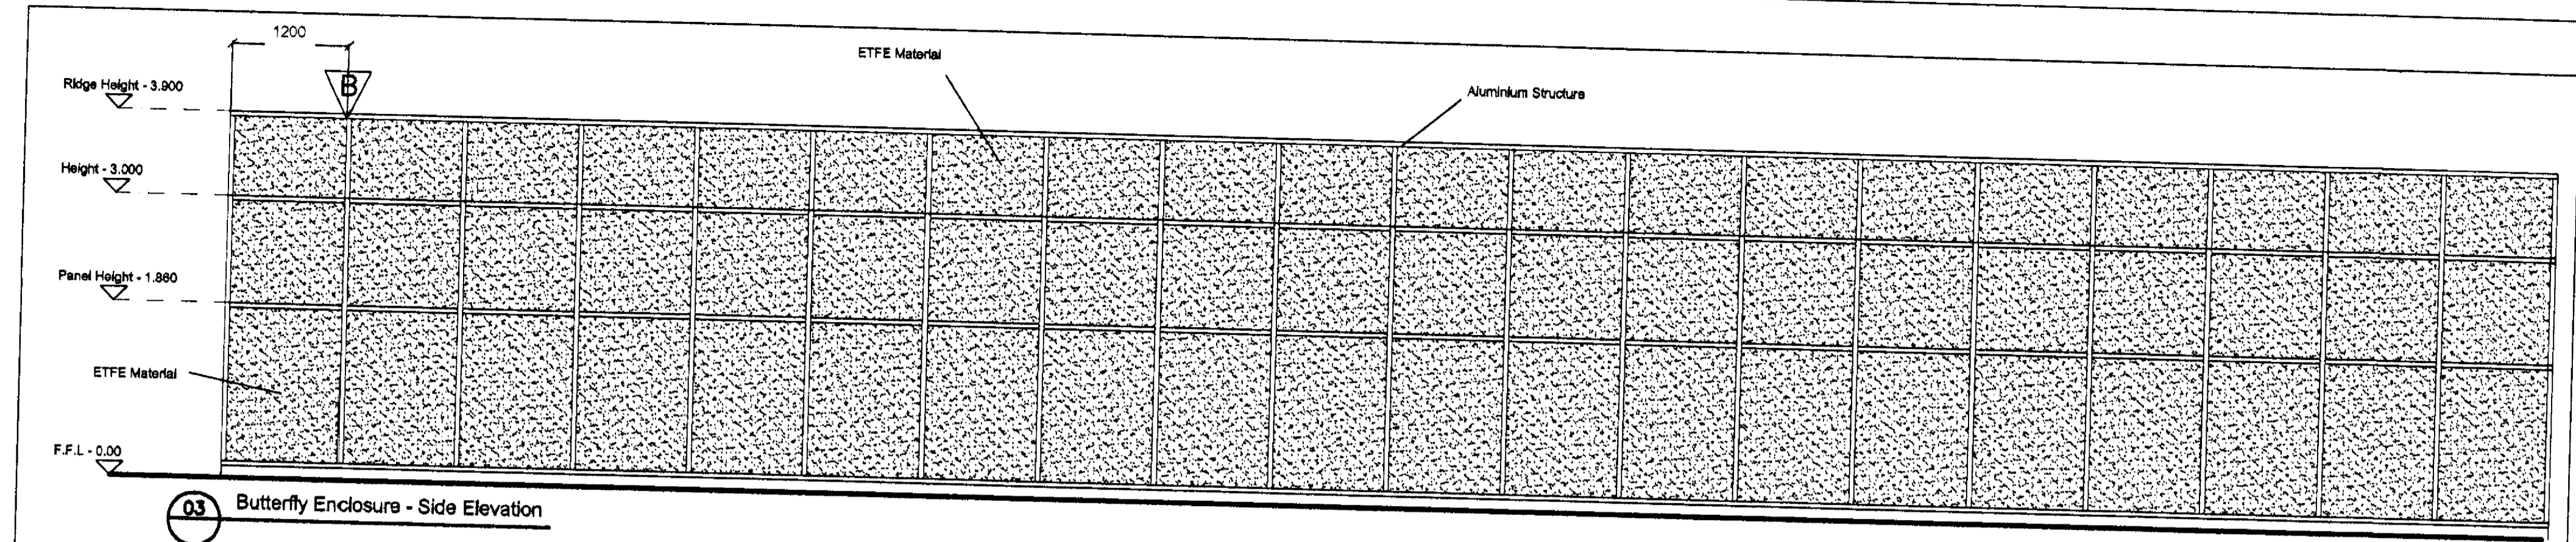 1200
ETFE Material
B
Aluminium Structure
Ridge Height - 3.900
Height - 3.000
Panel Height - 1.860
ETFE Material
F.F.L - 0.00
03 Butterfly Enclosure - Side Elevation